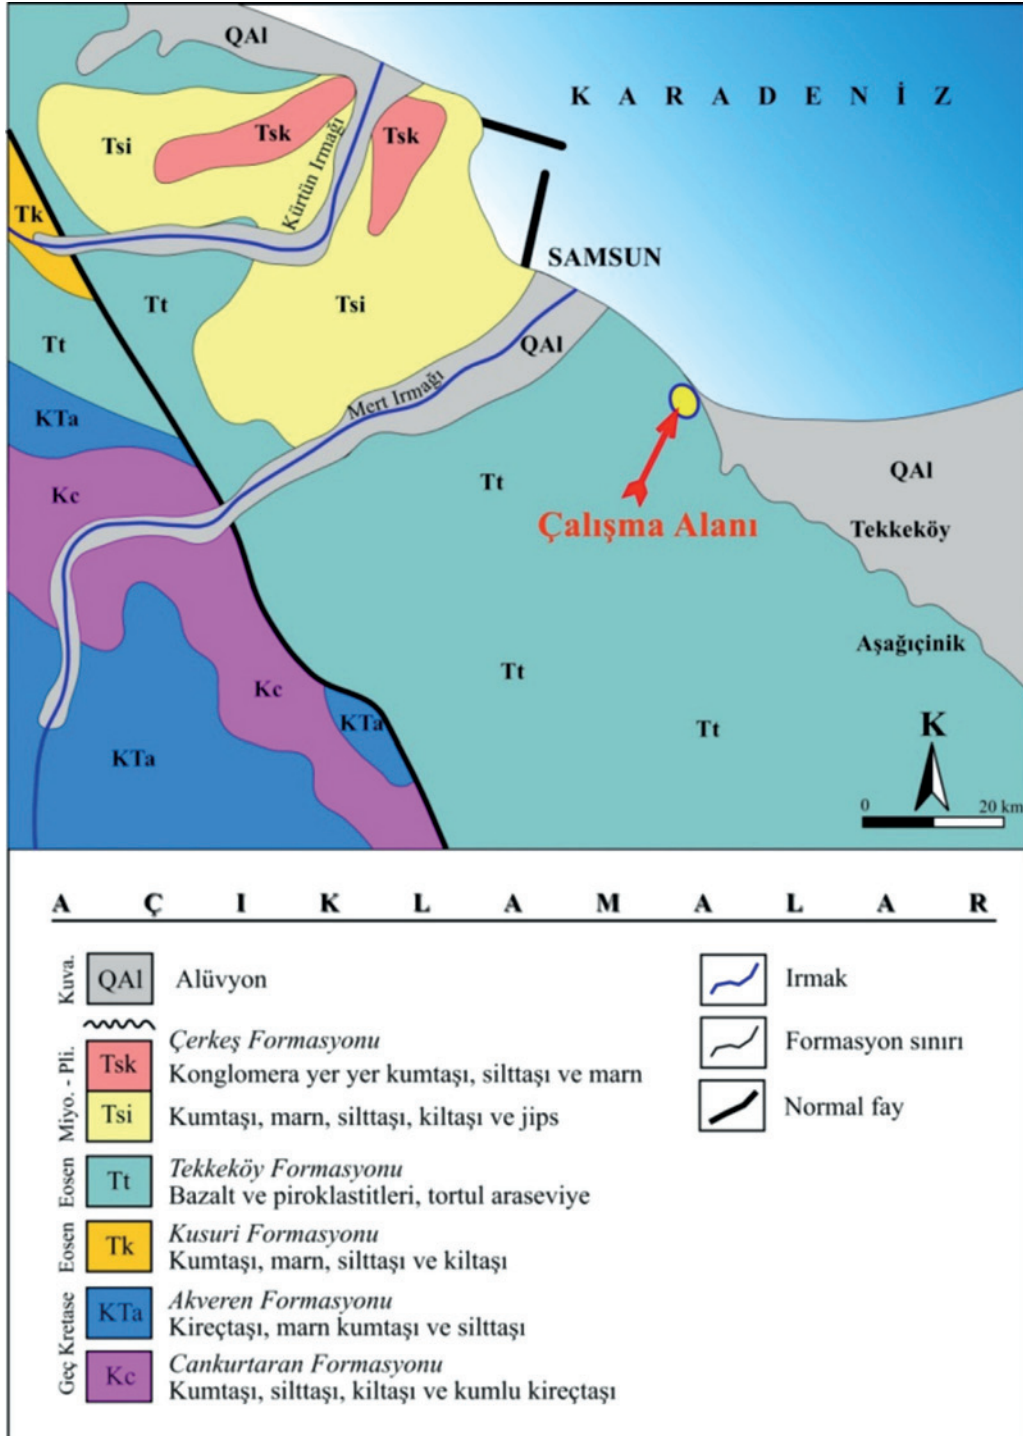 QAl
K A R A D E N İ Z
Tsk
Tsk
Tsi
Kürtün Irmağı
Tk
SAMSUN
Tt
Tsi
Tt
QAl
Mert Irmağı
KTa
QAl
Kc
Tt
Çalışma Alanı
Tekkeköy
Aşağıçinik
Tt
Kc
KTa
Tt
K
KTa
0 20 km
A Ç I K L A M A L A R
Kuva.
QAl Alüvyon
Irmak
Miyo. - Pli.
Çerkeş Formasyonu
Tsk
Konglomera yer yer kumtaşı, silttaşı ve marn
Formasyon sınırı
Tsi
Kumtaşı, marn, silttaşı, kiltaşı ve jips
Normal fay
Eosen
Tt
Tekkeköy Formasyonu
Bazalt ve piroklastitleri, tortul araseviye
Eosen
Tk
Kusuri Formasyonu
Kumtaşı, marn, silttaşı ve kiltaşı
Geç Kretase
KTa
Akveren Formasyonu
Kireçtaşı, marn kumtaşı ve silttaşı
Kc
Cankurtaran Formasyonu
Kumtaşı, silttaşı, kiltaşı ve kumlu kireçtaşı